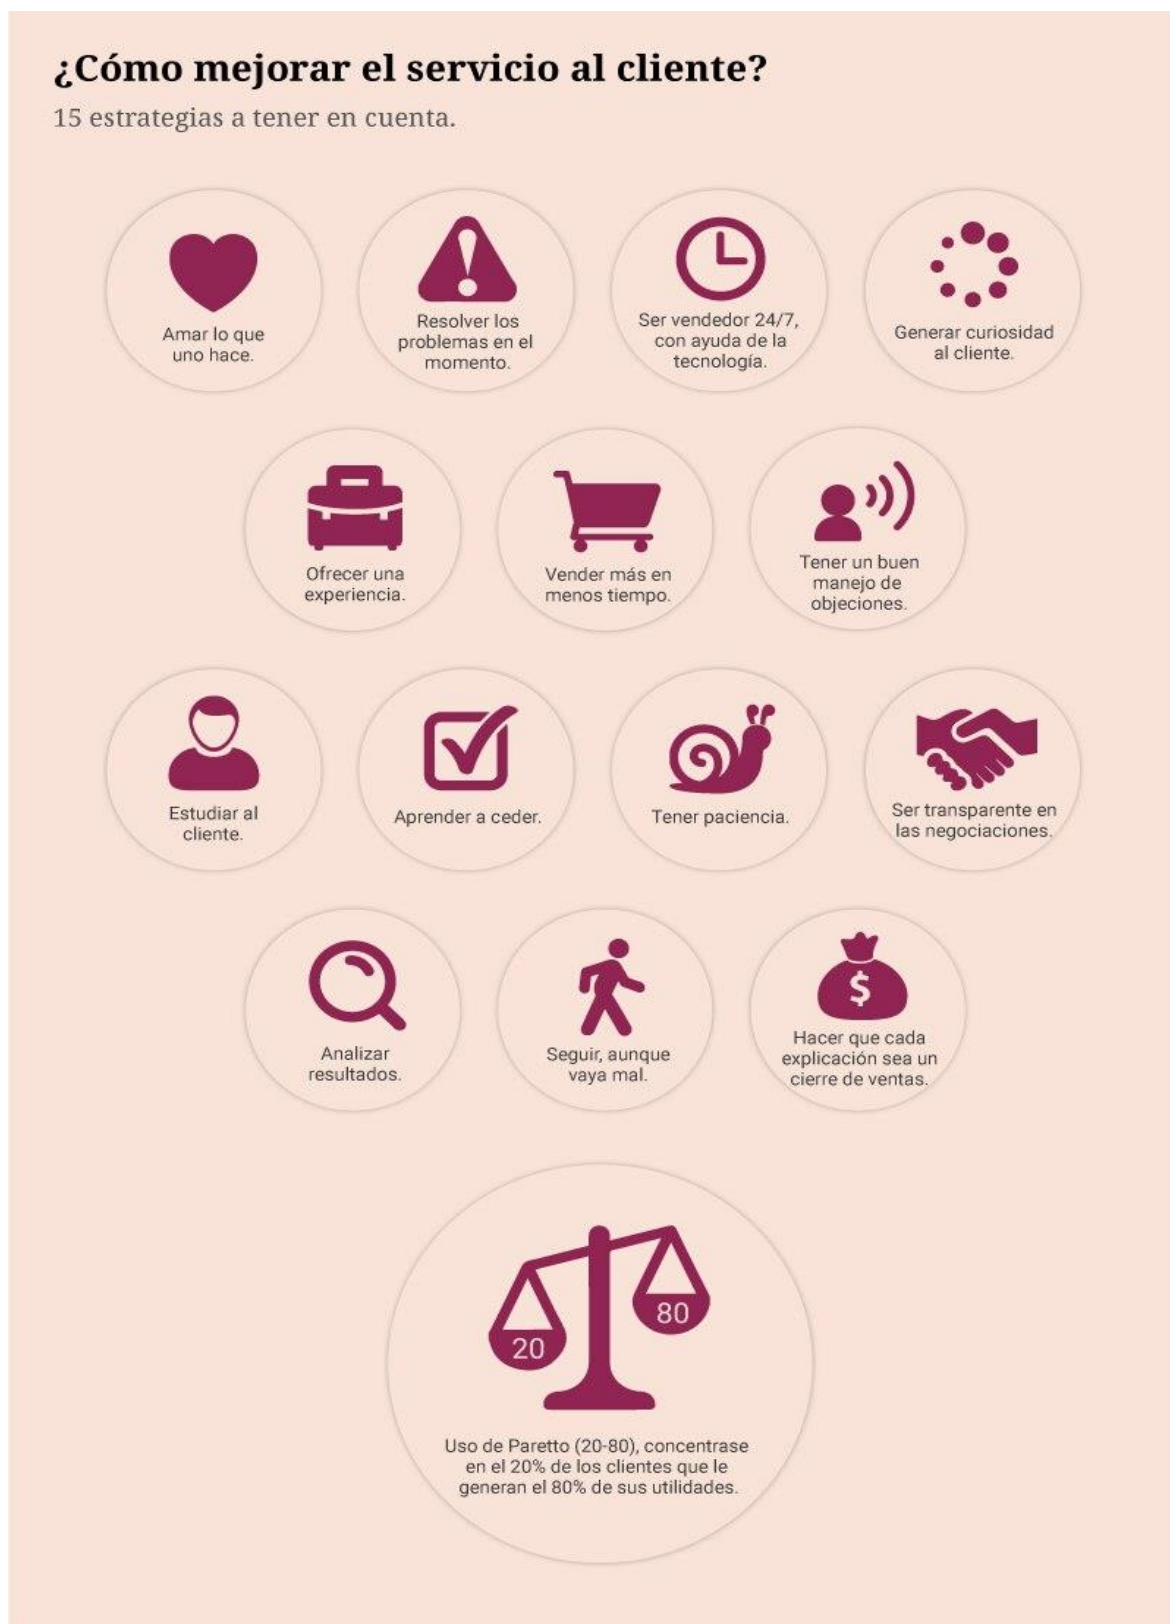 ¿Cómo mejorar el servicio al cliente?
15 estrategias a tener en cuenta.
Amar lo que
uno hace.
Resolver los
problemas en el
momento.
Ser vendedor 24/7,
con ayuda de la
tecnología.
Generar curiosidad
al cliente.
Ofrecer una
experiencia.
Vender más en
menos tiempo.
Tener un buen
manejo de
objeciones.
Estudiar al
cliente.
Aprender a ceder.
Tener paciencia.
Ser transparente en
las negociaciones.
Analizar
resultados.
Seguir, aunque
vaya mal.
$
Hacer que cada
explicación sea un
cierre de ventas.
80
20
Uso de Paretto (20-80), concentrase
en el 20% de los clientes que le
generan el 80% de sus utilidades.